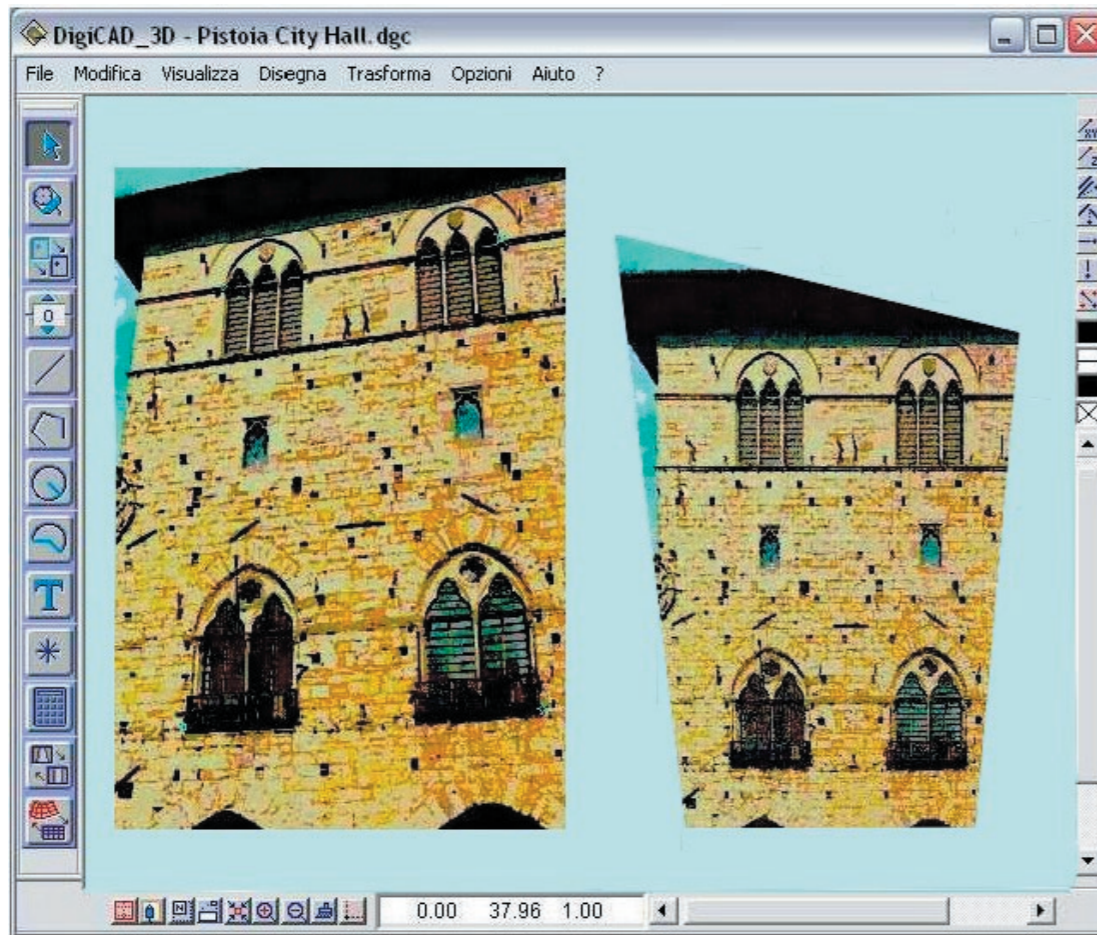 DigiCAD_3D - Pistoia City Hall.dgc
File Modifica Visualizza Disegna Trasforma Opzioni Aiuto ?
XY
Z
0
T
N
0.00 37.96 1.00